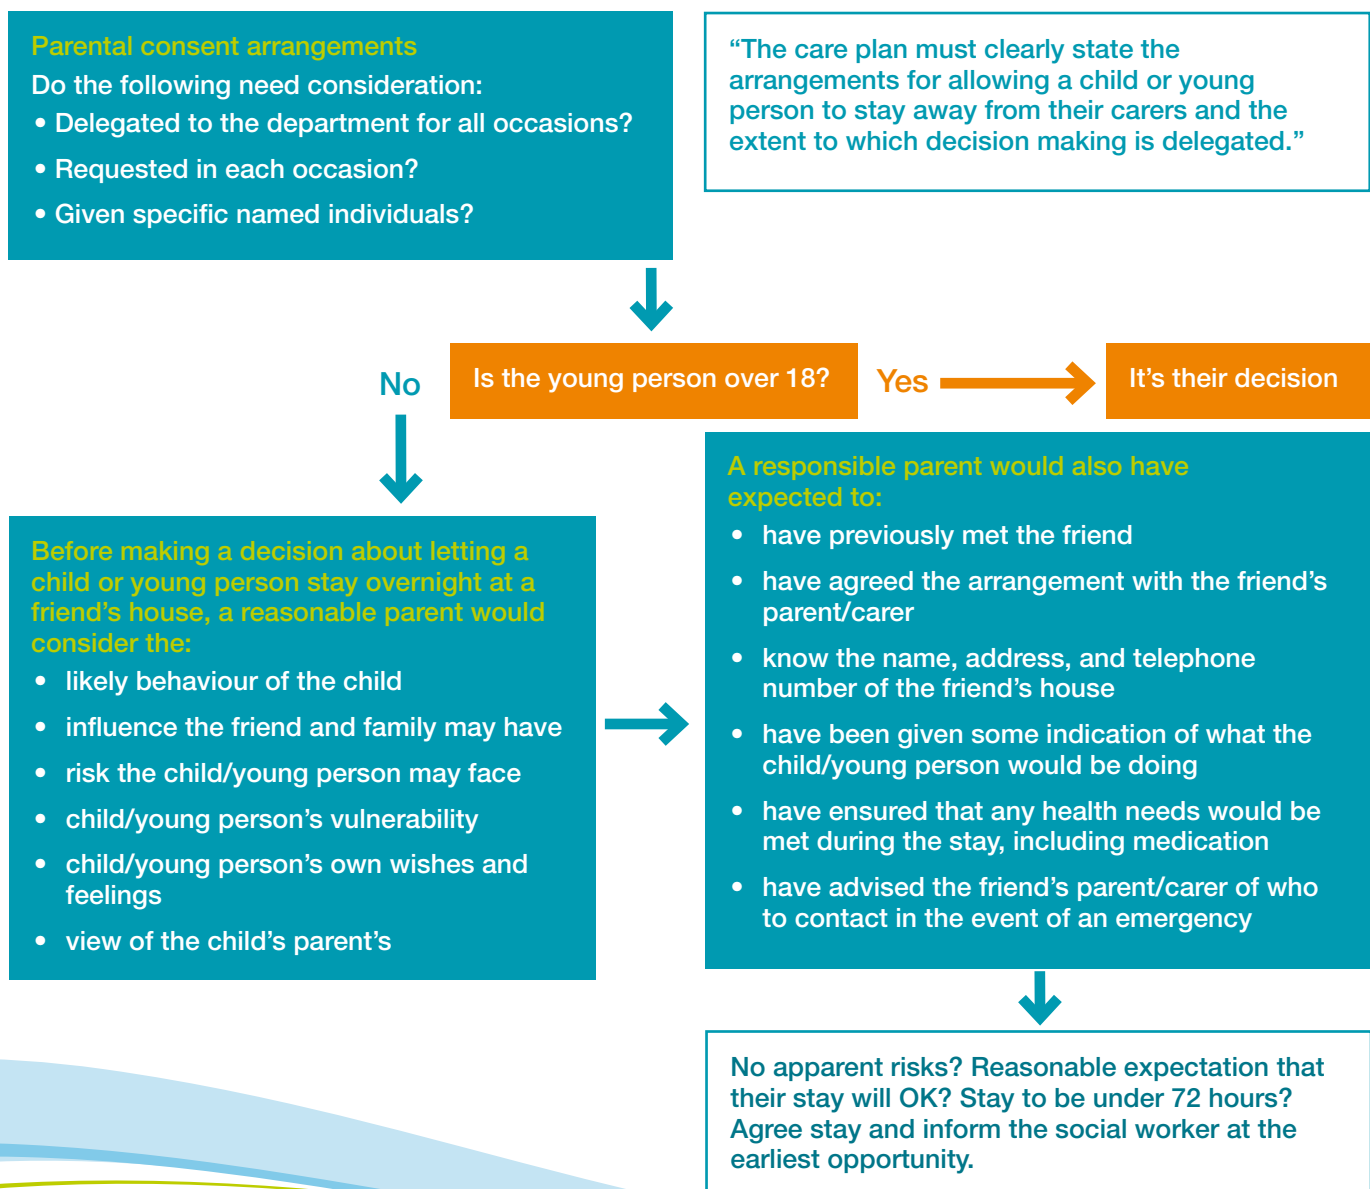 Parental consent arrangements
Do the following need consideration:
• Delegated to the department for all occasions?
• Requested in each occasion?
• Given specific named individuals?
“The care plan must clearly state the
arrangements for allowing a child or young
person to stay away from their carers and the
extent to which decision making is delegated.”
No
Is the young person over 18?
Yes
It’s their decision
Before making a decision about letting a
child or young person stay overnight at a
friend’s house, a reasonable parent would
consider the:
• likely behaviour of the child
• influence the friend and family may have
• risk the child/young person may face
• child/young person’s vulnerability
• child/young person’s own wishes and
feelings
• view of the child’s parent’s
A responsible parent would also have
expected to:
• have previously met the friend
• have agreed the arrangement with the friend’s
parent/carer
• know the name, address, and telephone
number of the friend’s house
• have been given some indication of what the
child/young person would be doing
• have ensured that any health needs would be
met during the stay, including medication
• have advised the friend’s parent/carer of who
to contact in the event of an emergency
No apparent risks? Reasonable expectation that
their stay will OK? Stay to be under 72 hours?
Agree stay and inform the social worker at the
earliest opportunity.